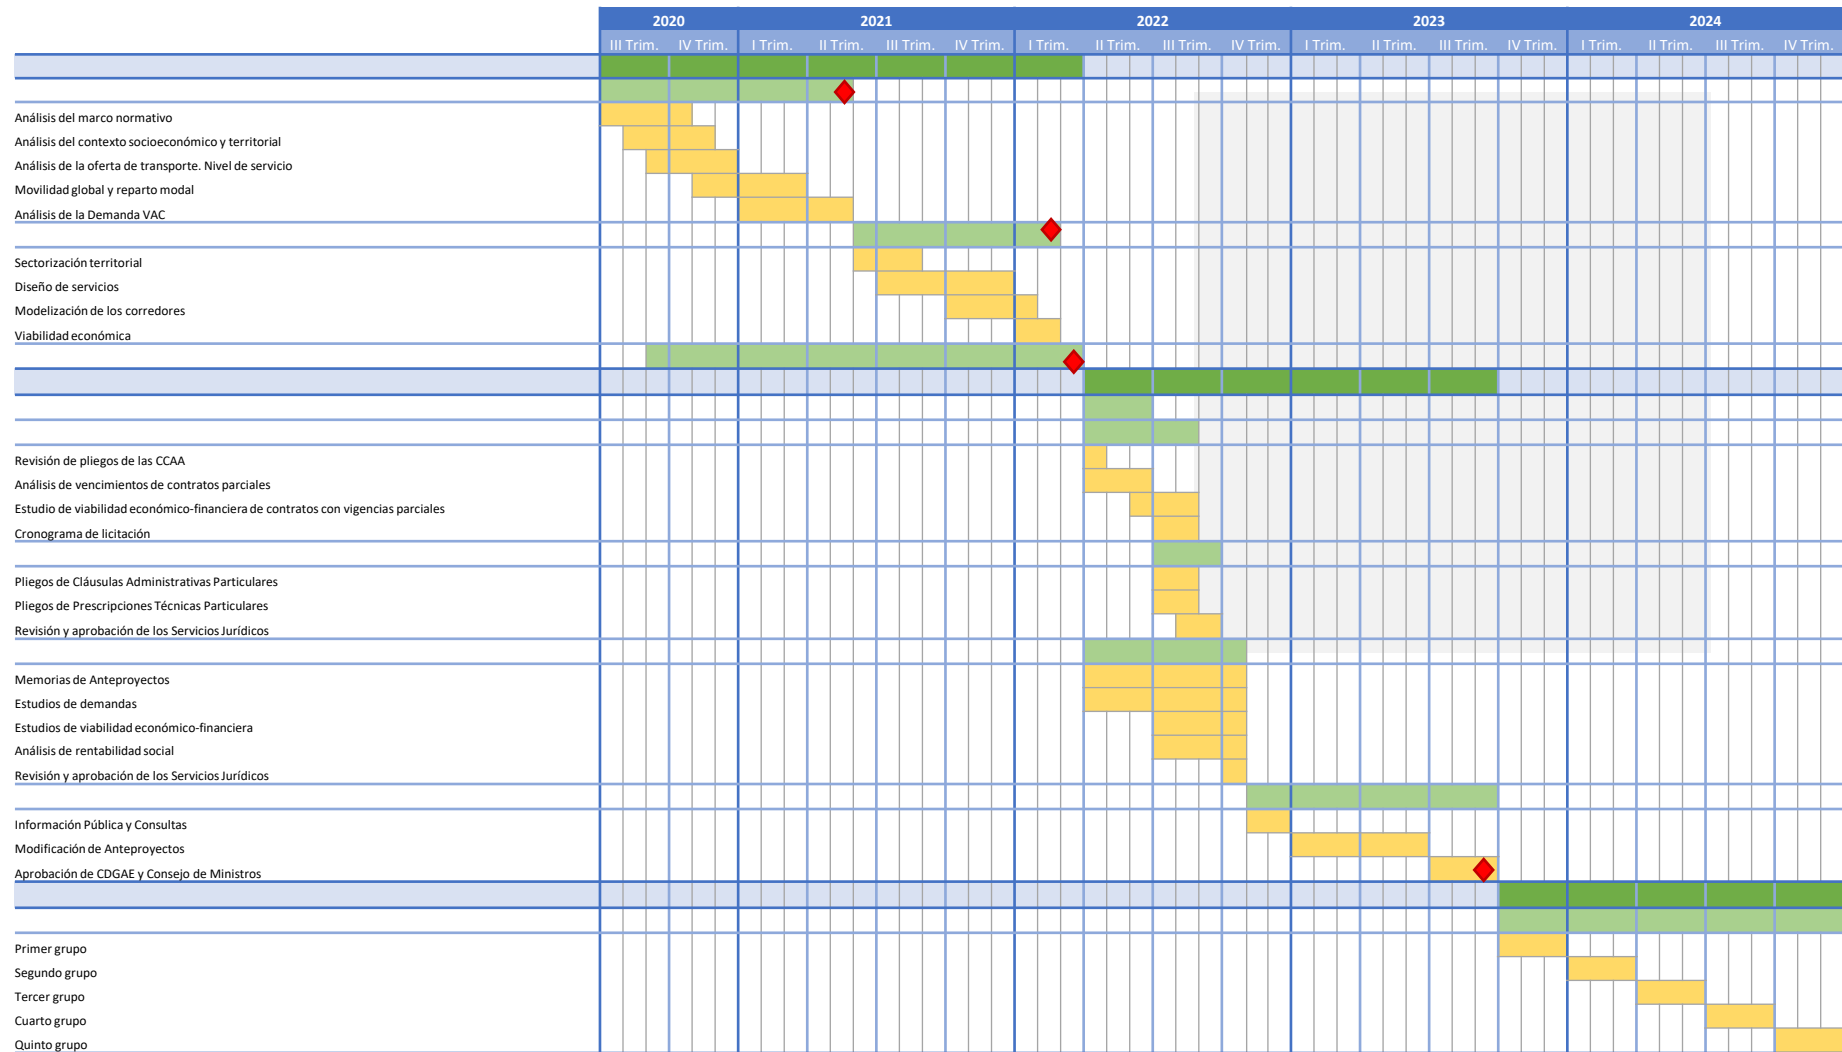 2020 2021 2022 2023 2024
III Trim. IV Trim. I Trim. II Trim. III Trim. IV Trim. I Trim. II Trim. III Trim. IV Trim. I Trim. II Trim. III Trim. IV Trim. I Trim. II Trim. III Trim. IV Trim.
Análisis del marco normativo
Análisis del contexto socioeconómico y territorial
Análisis de la oferta de transporte. Nivel de servicio
Movilidad global y reparto modal
Análisis de la Demanda VAC
Sectorización territorial
Diseño de servicios
Modelización de los corredores
Viabilidad económica
Revisión de pliegos de las CCAA
Análisis de vencimientos de contratos parciales
Estudio de viabilidad económico-financiera de contratos con vigencias parciales
Cronograma de licitación
Pliegos de Cláusulas Administrativas Particulares
Pliegos de Prescripciones Técnicas Particulares
Revisión y aprobación de los Servicios Jurídicos
Memorias de Anteproyectos
Estudios de demandas
Estudios de viabilidad económico-financiera
Análisis de rentabilidad social
Revisión y aprobación de los Servicios Jurídicos
Información Pública y Consultas
Modificación de Anteproyectos
Aprobación de CDGAE y Consejo de Ministros
Primer grupo
Segundo grupo
Tercer grupo
Cuarto grupo
Quinto grupo